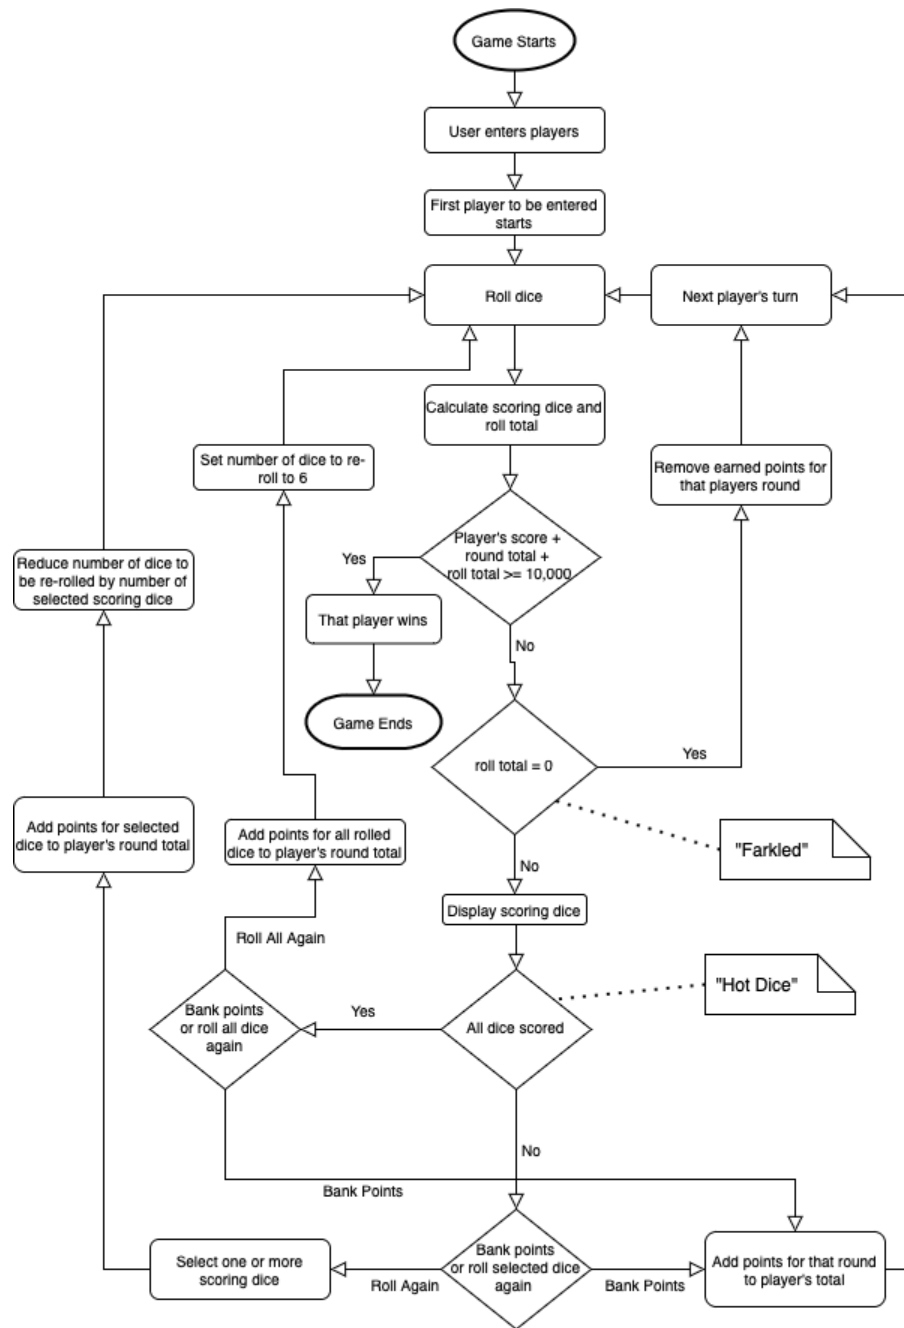 Game Starts
User enters players
First player to be entered
starts
Roll dice
Next player's turn
Calculate scoring dice and
roll total
Set number of dice to re-
roll to 6
Remove earned points for
that players round
Player's score +
round total +
roll total >= 10,000
Yes
Reduce number of dice to
be re-rolled by number of
selected scoring dice
That player wins
No
Game Ends
roll total = 0
Yes
Add points for selected
dice to player's round total
Add points for all rolled
dice to player's round total
"Farkled"
No
Display scoring dice
Roll All Again
"Hot Dice"
Bank points
or roll all dice
again
Yes
All dice scored
No
Bank Points
Select one or more
scoring dice
Roll Again
Bank points
or roll selected dice
again
Bank Points
Add points for that round
to player's total